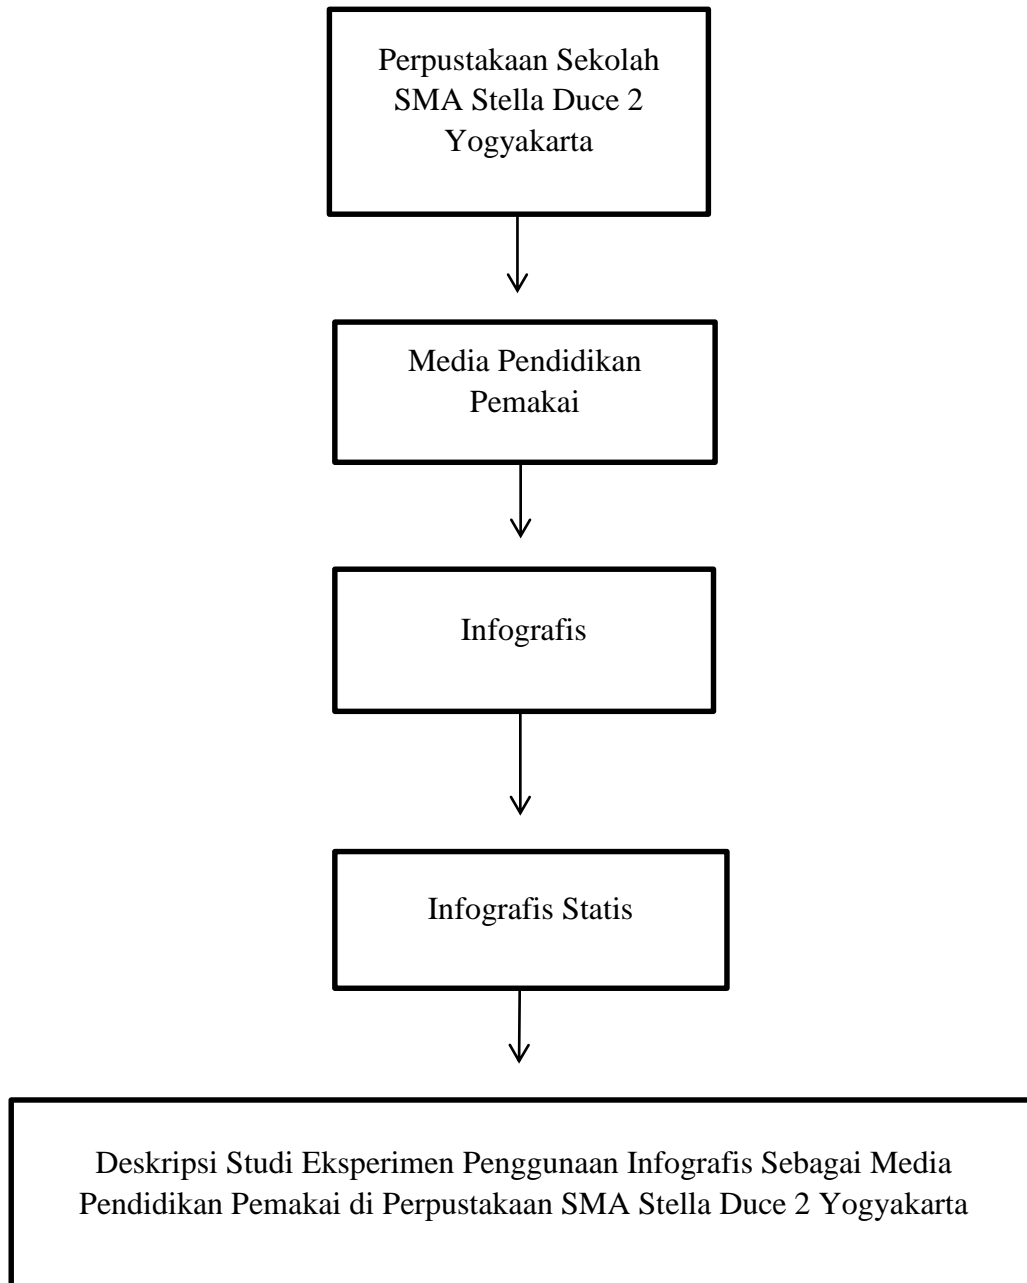 Perpustakaan Sekolah
SMA Stella Duce 2
Yogyakarta
Media Pendidikan
Pemakai
Infografis
Infografis Statis
Deskripsi Studi Eksperimen Penggunaan Infografis Sebagai Media
Pendidikan Pemakai di Perpustakaan SMA Stella Duce 2 Yogyakarta